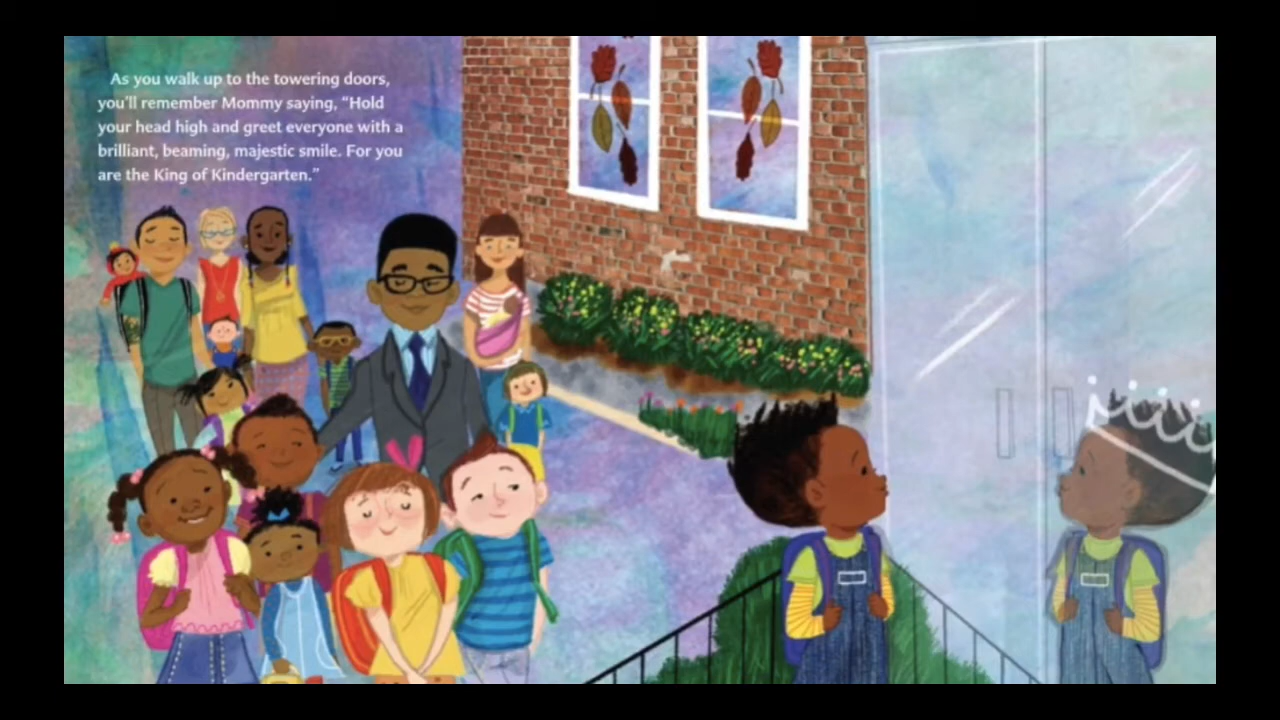 As you walk up to the towering doors,
you'll remember Mommy saying, “Hold
your head high and greet everyone with a
brilliant, beaming, majestic smile. For you
are the King of Kindergarten.”